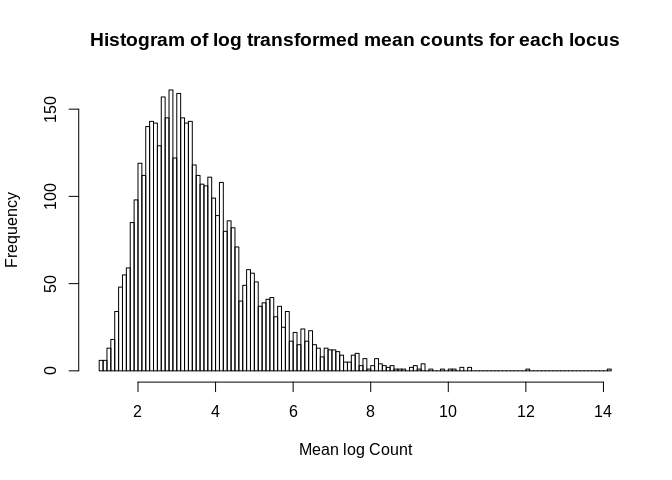 Histogram of log transformed mean counts for each locus
Frequency
150
100
50
0
2 4 6 8 10 12 14
Mean log Count